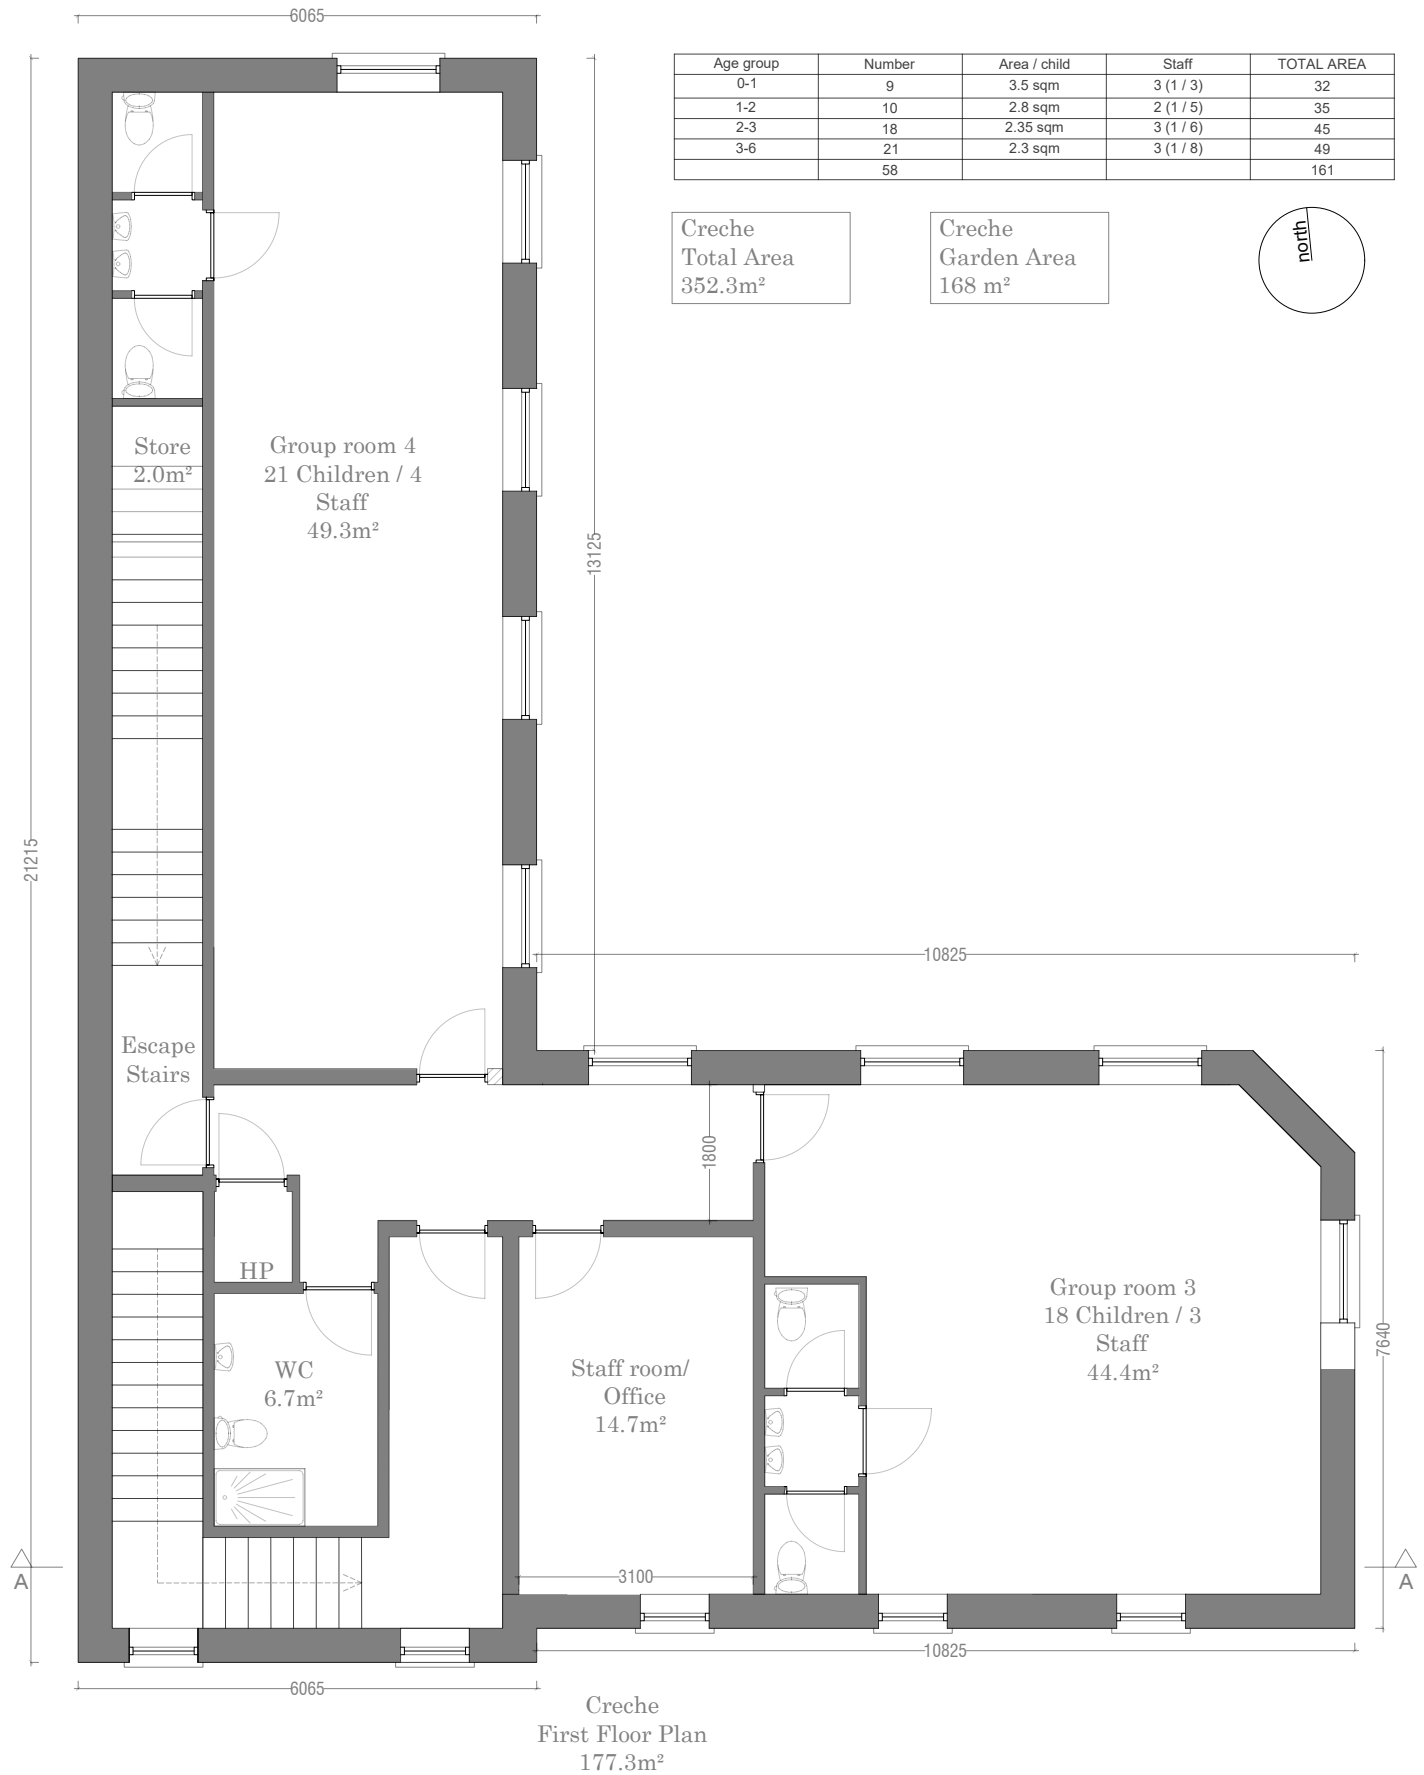 6065
Age group Number Area / child Staff TOTAL AREA
0-1 9 3.5 sqm 3 (1 / 3) 32
1-2 10 2.8 sqm 2 (1 / 5) 35
2-3 18 2.35 sqm 3 (1 / 6) 45
3-6 21 2.3 sqm 3 (1 / 8) 49
58 161
Creche
Total Area
352.3m²
Creche
Garden Area
168 m²
north
Store
2.0m²
Group room 4
21 Children / 4
Staff
49.3m²
13125
21215
10825
Escape
Stairs
1800
HP
Group room 3
18 Children / 3
Staff
44.4m²
7640
WC
6.7m²
Staff room/
Office
14.7m²
3100
A
A
10825
6065
Creche
First Floor Plan
177.3m²